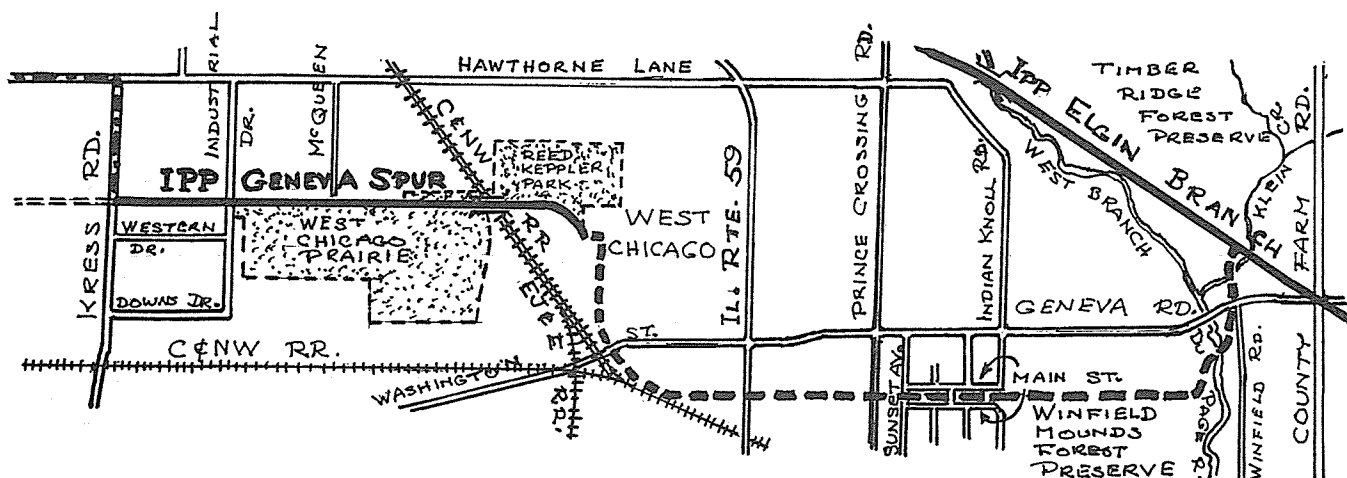 HAWTHORNE LANE
KRESS RD.
INDUSTRIAL DR.
McQUEEN
C&NW RR
IPP GENEVA SPUR
REED
KEPPLER
PARK
WESTERN
DR.
DOWNS DR.
WEST
CHICAGO
PRAIRIE
C&NW RR.
EJ&E RR.
WASHINGTON ST.
WEST
CHICAGO
ILL. RTE. 59
PRINCE CROSSING RD.
INDIAN KNOLL RD.
IPP ELGIN BRANCH
TIMBER
RIDGE
FOREST
PRESERVE
KLEIN CR.
COUNTY FARM RD.
WEST BRANCH
GENEVA RD.
SUNSET AV.
MAIN ST.
WINFIELD
MOUNDS
FOREST
PRESERVE
WINFIELD RD.